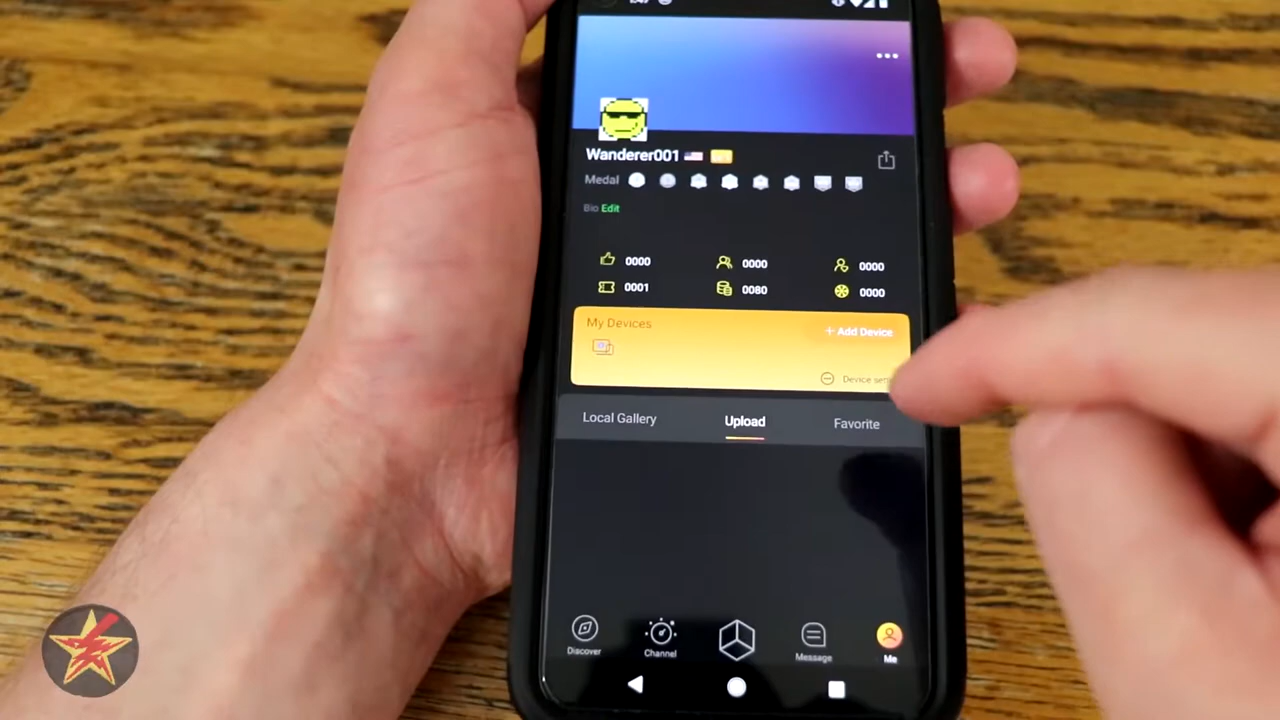 Wanderer001
Medal
Bio Edit
0000 0000 0000
0001 0080 0000
My Devices
+ Add Device
Device
Local Gallery Upload Favorite
Discover Channel Message Me